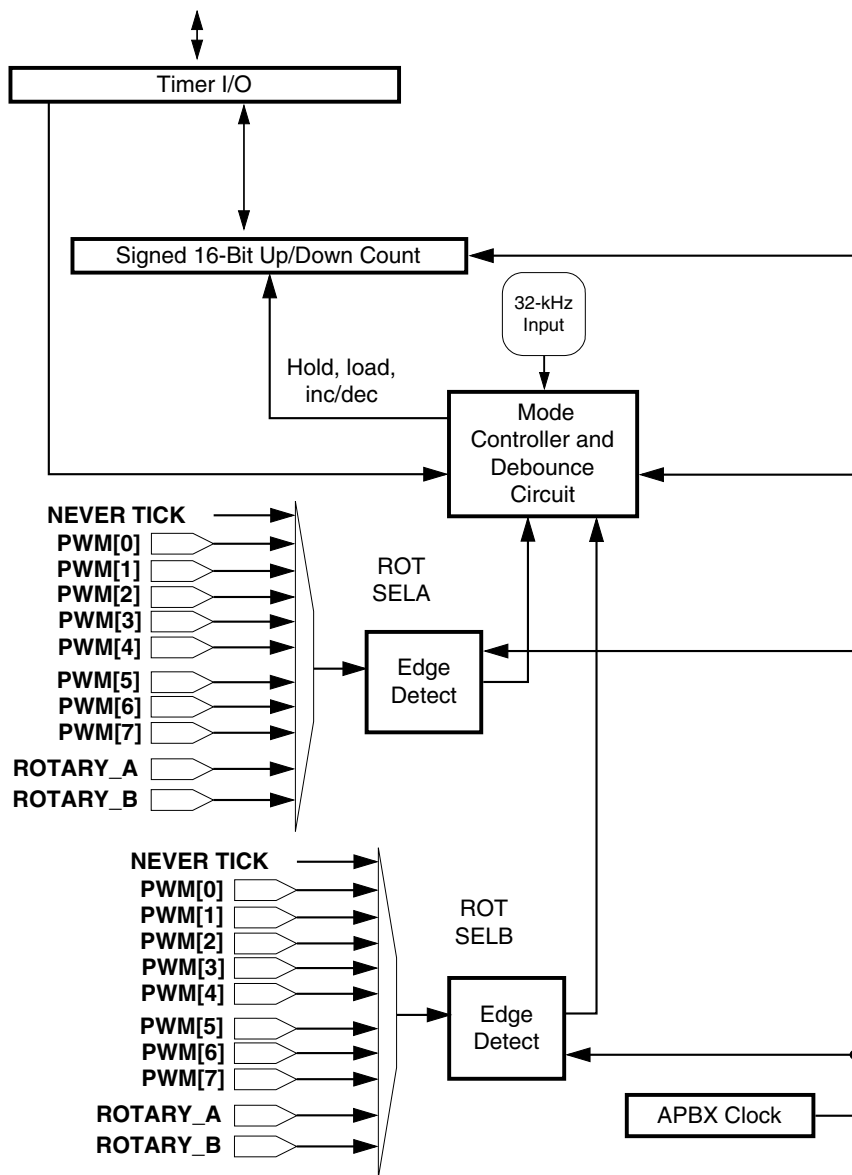 Timer I/O
Signed 16-Bit Up/Down Count
32-kHz
Input
Hold, load,
inc/dec
Mode
Controller and
Debounce
Circuit
NEVER TICK
PWM[0]
PWM[1]
PWM[2]
PWM[3]
PWM[4]
PWM[5]
PWM[6]
PWM[7]
ROTARY_A
ROTARY_B
ROT
SELA
Edge
Detect
NEVER TICK
PWM[0]
PWM[1]
PWM[2]
PWM[3]
PWM[4]
PWM[5]
PWM[6]
PWM[7]
ROTARY_A
ROTARY_B
ROT
SELB
Edge
Detect
APBX Clock